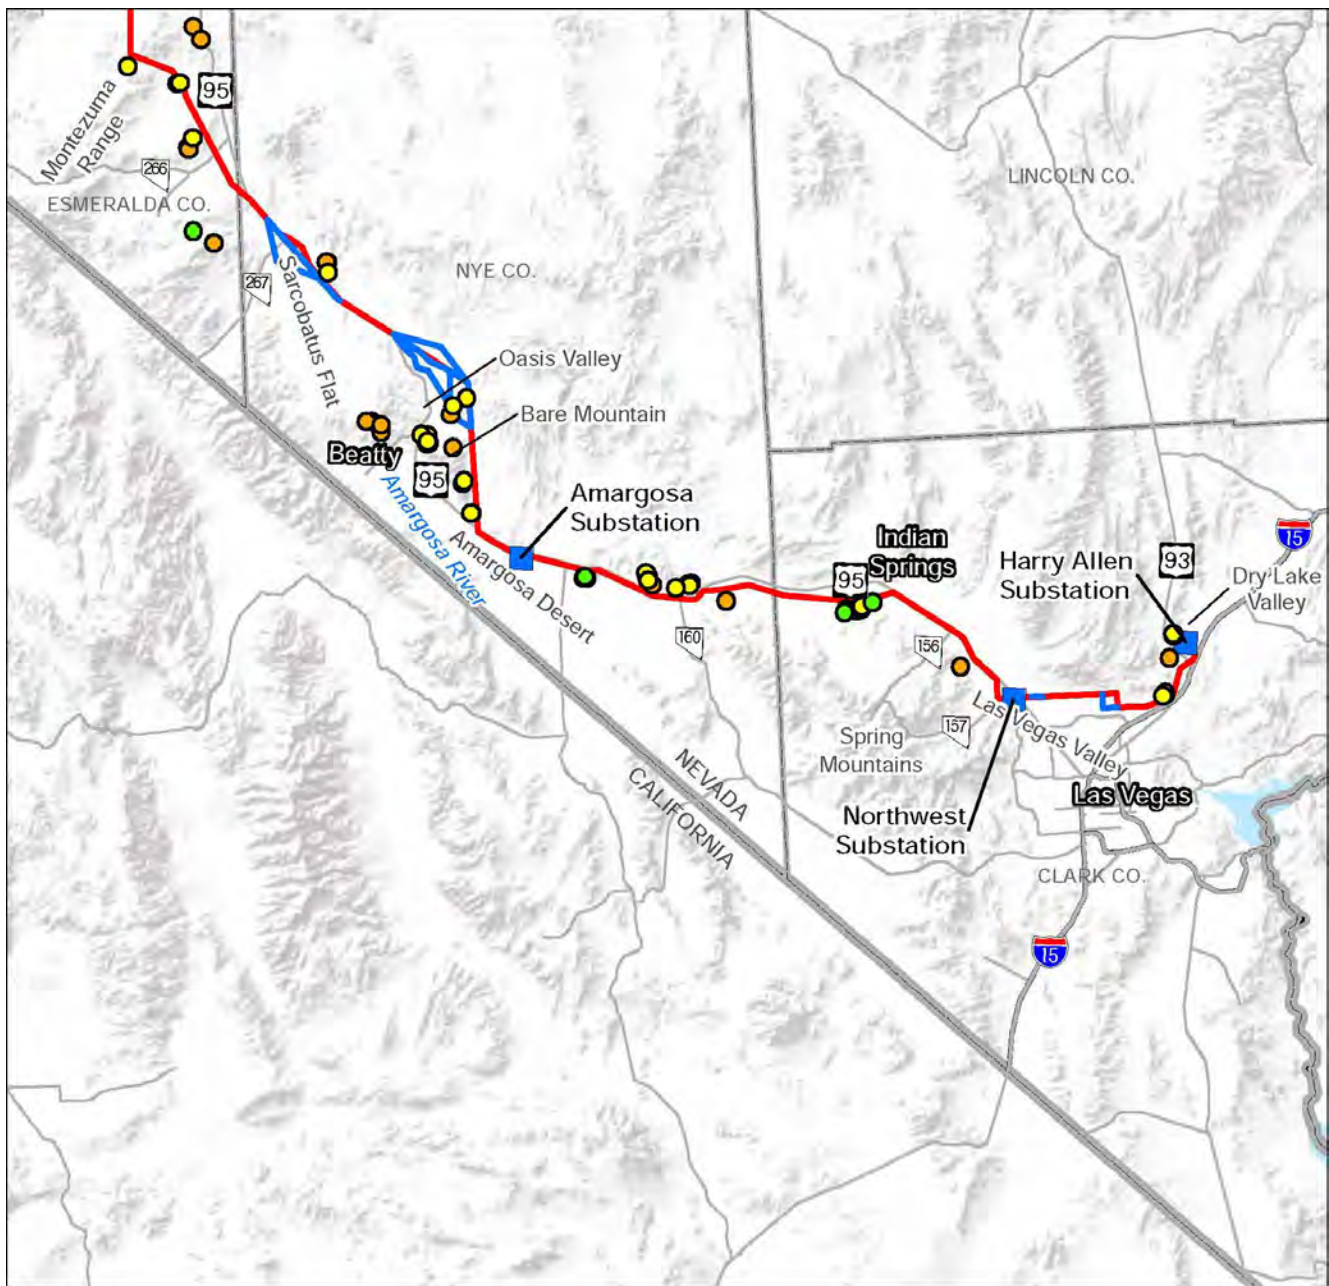 95
Montezuma
Range
266
ESMERALDA CO.
LINCOLN CO.
NYE CO.
267
Sarcobatus Flat
Oasis Valley
Bare Mountain
Beatty
95
Amargosa River
Amargosa
Substation
Amargosa Desert
Indian
Springs
95
Harry Allen
Substation
93
15
Dry Lake
Valley
160
156
157
Spring
Mountains
Las Vegas Valley
NEVADA
CALIFORNIA
Las Vegas
Northwest
Substation
CLARK CO.
15